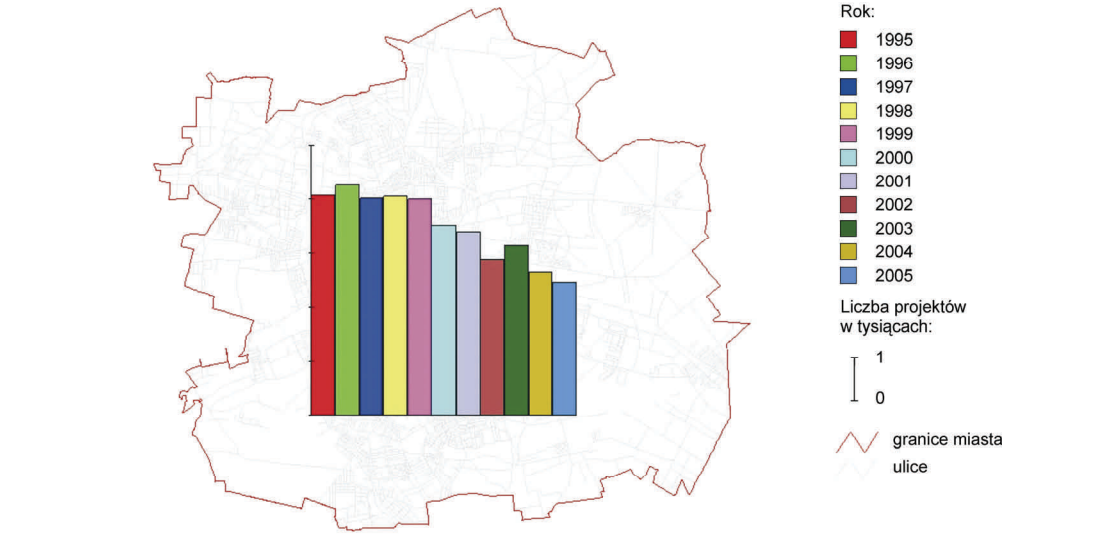 Rok:
1995
1996
1997
1998
1999
2000
2001
2002
2003
2004
2005
Liczba projektów
w tysiącach:
1
0
granice miasta
ulice